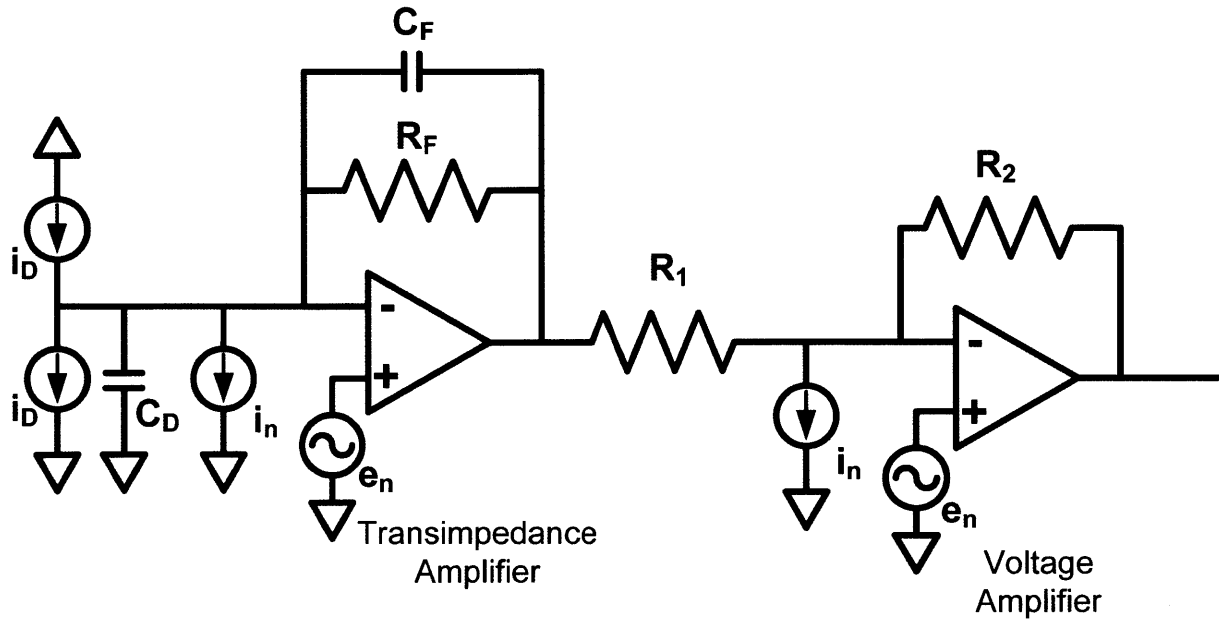 C_F
R_F
R_2
i_D
R_1
-
-
i_D
C_D
i_n
+
+
e_n
i_n
e_n
Transimpedance
Amplifier
Voltage
Amplifier